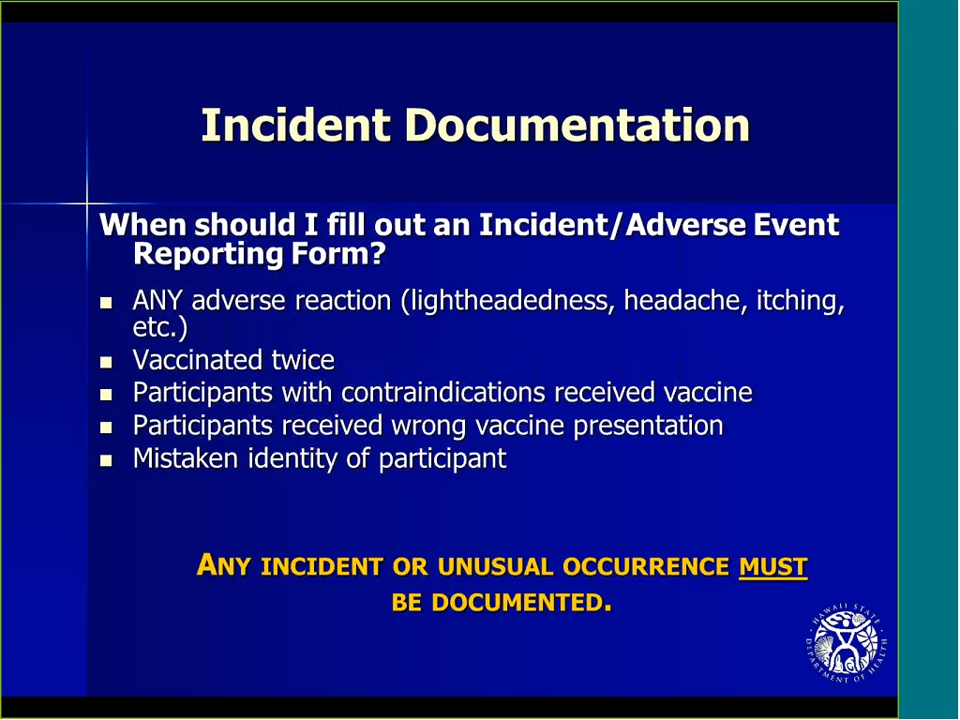 Incident Documentation
When should I fill out an Incident/Adverse Event
Reporting Form?
■ ANY adverse reaction (lightheadedness, headache, itching,
etc.)
■ Vaccinated twice
■ Participants with contraindications received vaccine
■ Participants received wrong vaccine presentation
■ Mistaken identity of participant
ANY INCIDENT OR UNUSUAL OCCURRENCE MUST
BE DOCUMENTED.
HAWAII STATE
DEPARTMENT OF HEALTH